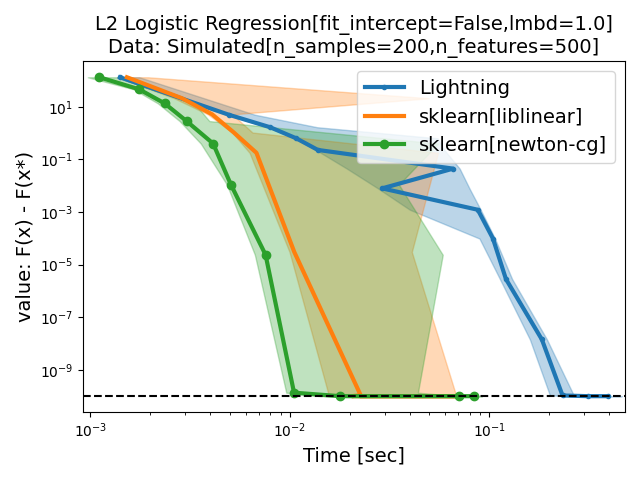 L2 Logistic Regression[fit_intercept=False,lmbd=1.0]
Data: Simulated[n_samples=200,n_features=500]
value: F(x) - F(x*)
10¹
10⁻¹
10⁻³
10⁻⁵
10⁻⁷
10⁻⁹
Lightning
sklearn[liblinear]
sklearn[newton-cg]
10⁻³
10⁻²
10⁻¹
Time [sec]